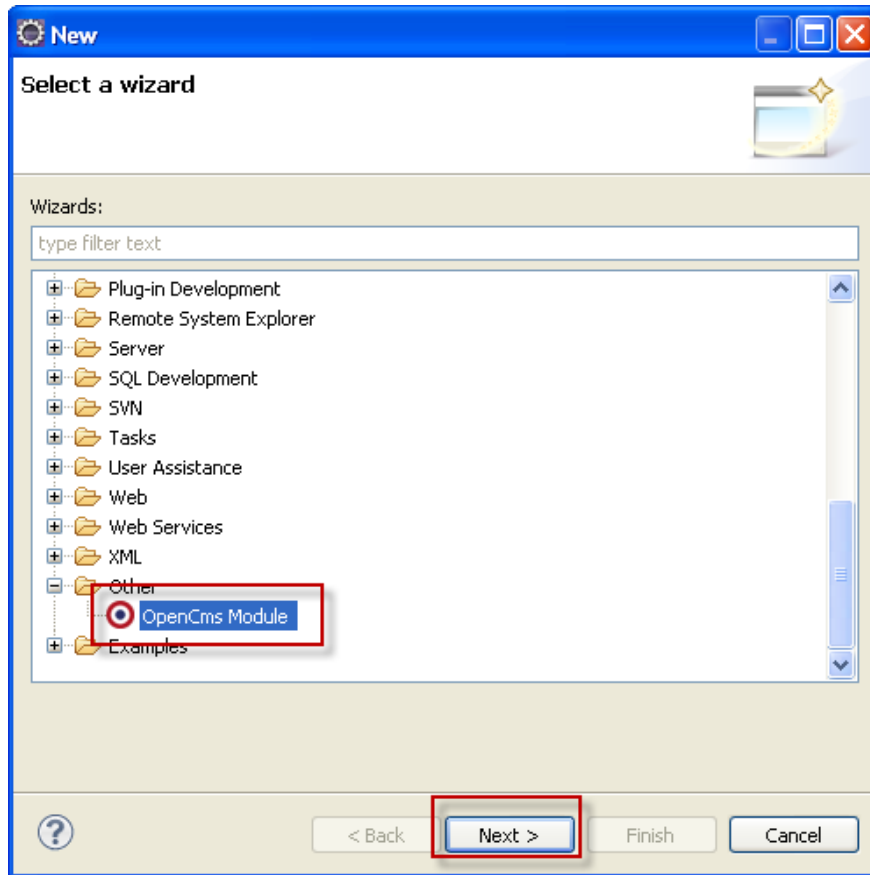 New
Select a wizard
Wizards:
type filter text
Plug-in Development
Remote System Explorer
Server
SQL Development
SVN
Tasks
User Assistance
Web
Web Services
XML
Other
OpenCms Module
Examples
< Back Next > Finish Cancel